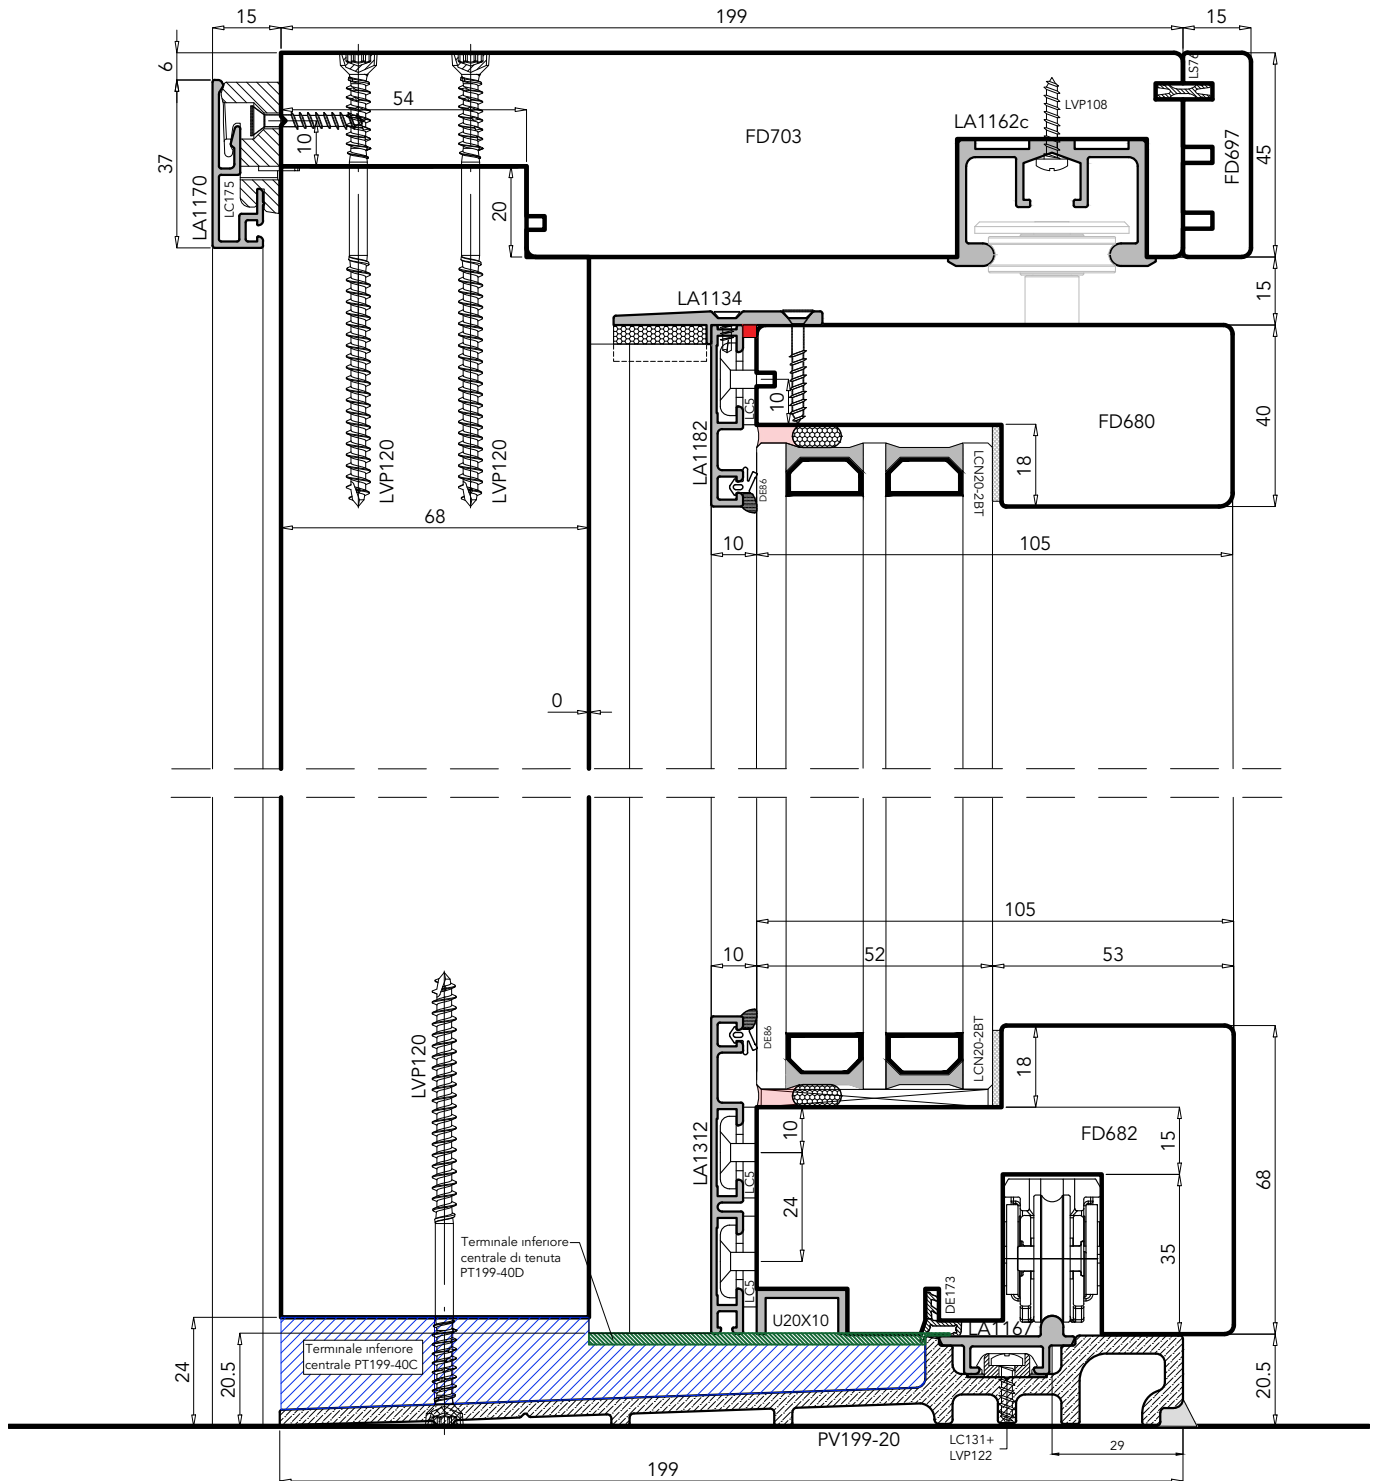 15
199
15
6
54
LVP108
LS76
LA1162c
FD703
FD697
45
10
37
LA1170
LC175
20
15
LA1134
LC5
10
40
FD680
LA1182
18
LVP120
LVP120
DE86
LCN20-2BT
68
10
105
0
105
10
52
53
DE86
LCN20-2BT
18
LVP120
10
15
FD682
LA1312
LC5
68
24
35
Terminale inferiore
centrale di tenuta
PT199-40D
LC5
DE173
U20X10
LA1167
Terminale inferiore
centrale PT199-40C
24
20.5
20.5
PV199-20
LC131+
LVP122
29
199